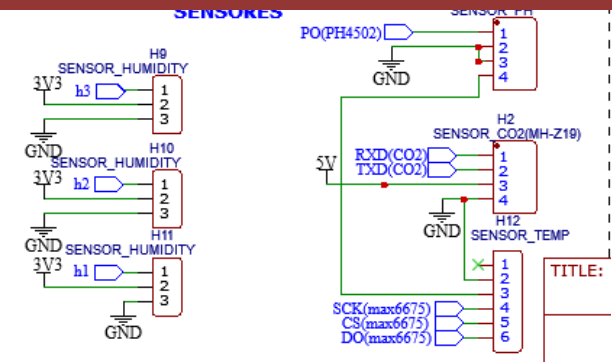 SENSORES
SENSOR_PH
PO(PH4502)
1
2
3
4
GND
H9
SENSOR_HUMIDITY
3V3
h3
1
2
3
GND
H10
SENSOR_HUMIDITY
3V3
h2
1
2
3
GND
H11
SENSOR_HUMIDITY
3V3
h1
1
2
3
GND
H2
SENSOR_CO2(MH-Z19)
5V
RXD(CO2)
TXD(CO2)
1
2
3
4
GND
H12
SENSOR_TEMP
1
2
3
4
5
6
SCK(max6675)
CS(max6675)
DO(max6675)
TITLE: